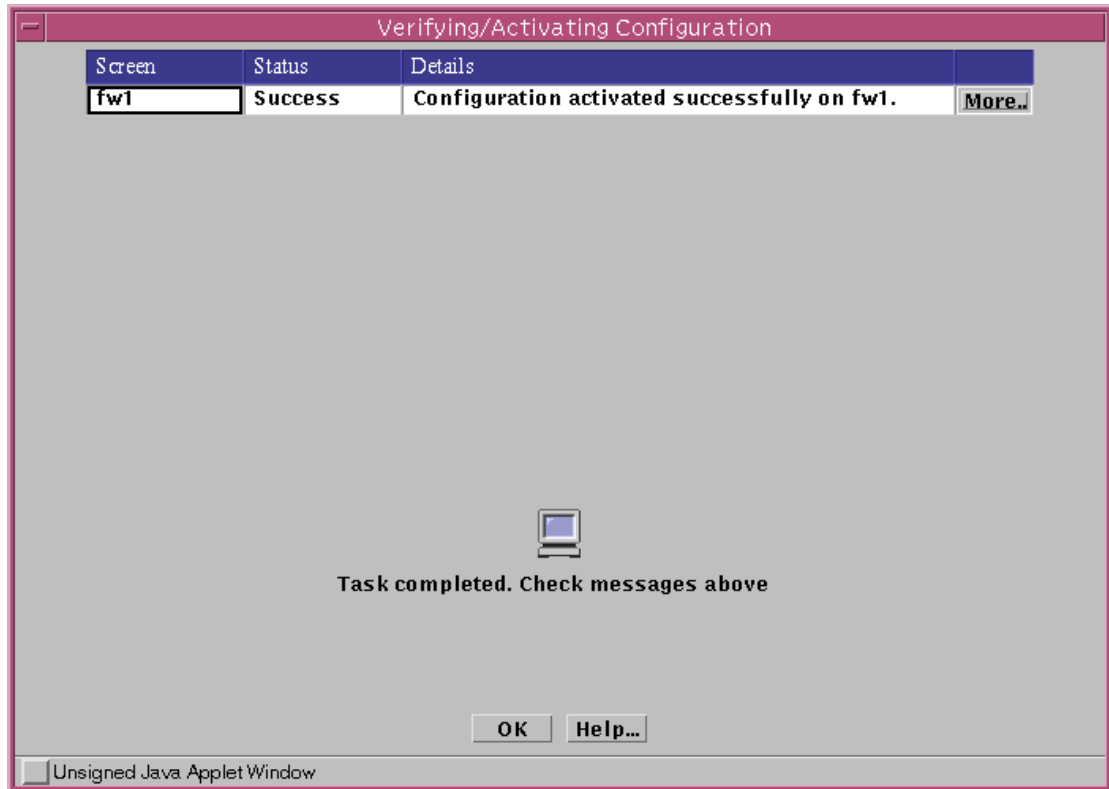 Verifying/Activating Configuration
Screen Status Details
fw1 Success Configuration activated successfully on fw1. More..
Task completed. Check messages above
OK Help...
Unsigned Java Applet Window